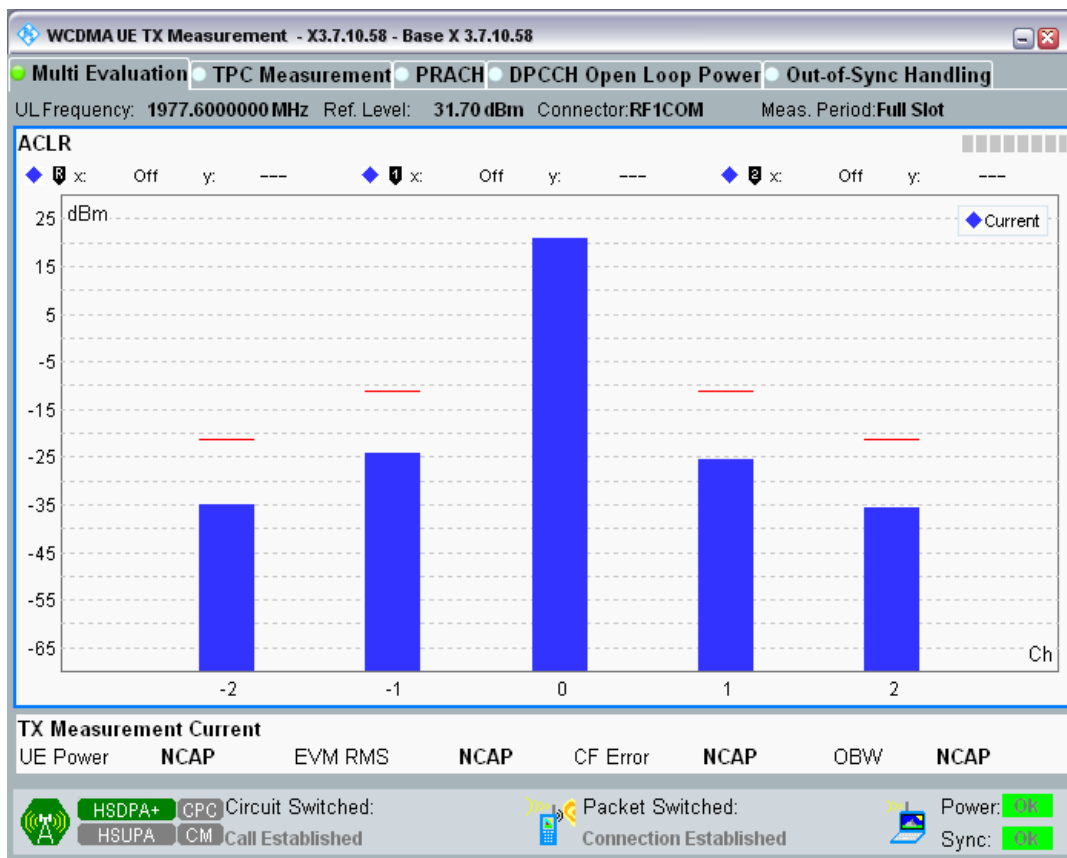 WCDMA UE TX Measurement - X3.7.10.58 - Base X 3.7.10.58
Multi Evaluation TPC Measurement PRACH DPCCH Open Loop Power Out-of-Sync Handling
UL Frequency: 1977.6000000 MHz Ref. Level: 31.70 dBm Connector:RF1COM Meas. Period:Full Slot
ACLR
R x: Off y: --- 1 x: Off y: --- 2 x: Off y: ---
dBm
Current
25
15
5
-5
-15
-25
-35
-45
-55
-65
Ch
-2 -1 0 1 2
TX Measurement Current
UE Power NCAP EVM RMS NCAP CF Error NCAP OBW NCAP
HSDPA+ CPC Circuit Switched: Packet Switched: Power: Ok
HSUPA CM Call Established Connection Established Sync: Ok